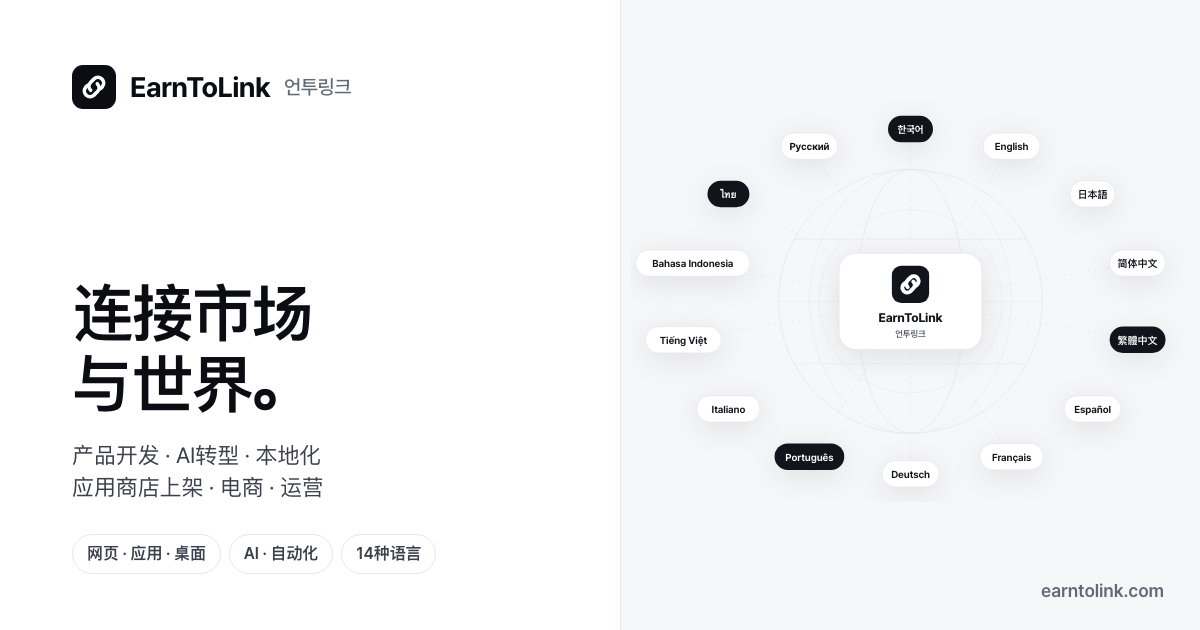 EarnToLink 언투링크
连接市场
与世界。
产品开发 · AI转型 · 本地化
应用商店上架 · 电商 · 运营
网页 · 应用 · 桌面
AI · 自动化
14种语言
한국어
Русский
English
ไทย
日本語
Bahasa Indonesia
简体中文
EarnToLink
언투링크
Tiếng Việt
繁體中文
Italiano
Español
Português
Français
Deutsch
earntolink.com